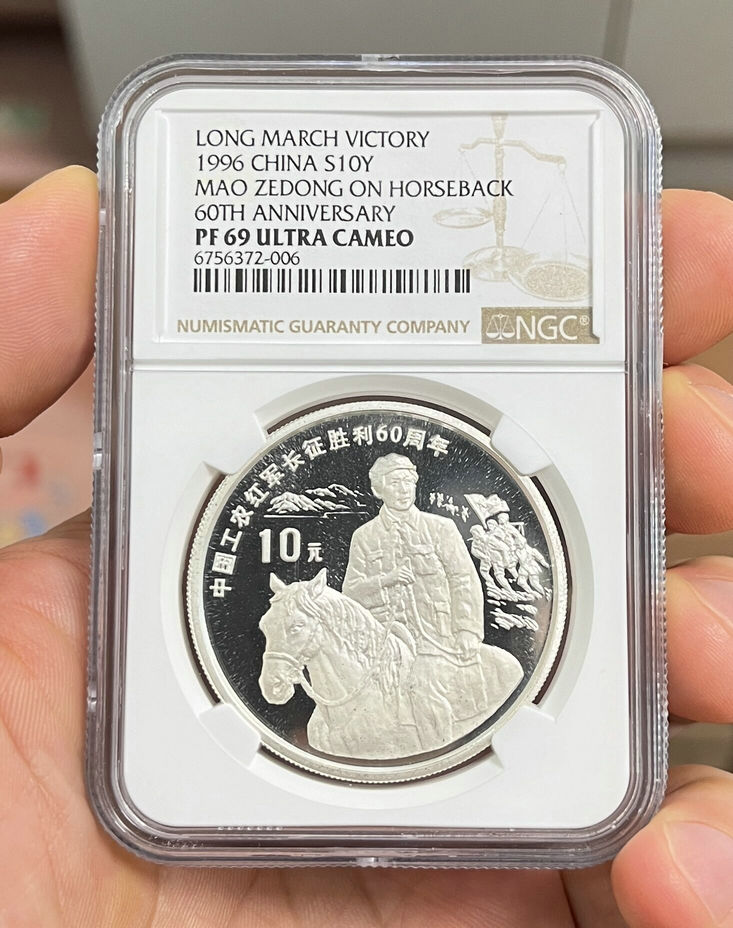 LONG MARCH VICTORY
1996 CHINA S10Y
MAO ZEDONG ON HORSEBACK
60TH ANNIVERSARY
PF 69 ULTRA CAMEO
6756372-006
NUMISMATIC GUARANTY COMPANY NGC®
中国工农红军长征胜利60周年
10元